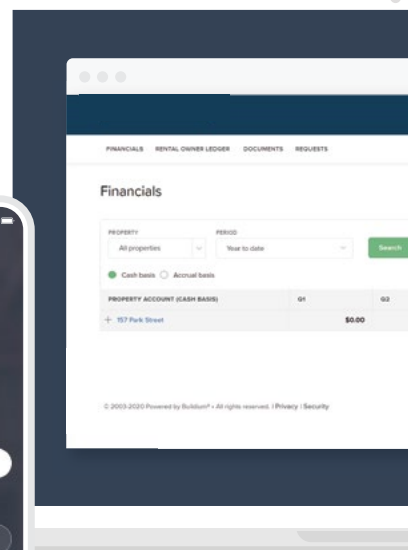 FINANCIALS RENTAL OWNER LEDGER DOCUMENTS REQUESTS
Financials
PROPERTY PERIOD
All properties Year to date Search
Cash basis Accrual basis
PROPERTY ACCOUNT (CASH BASIS) Q1 Q2
+ 157 Park Street $0.00
© 2003-2020 Powered by Buildium® • All rights reserved. | Privacy | Security